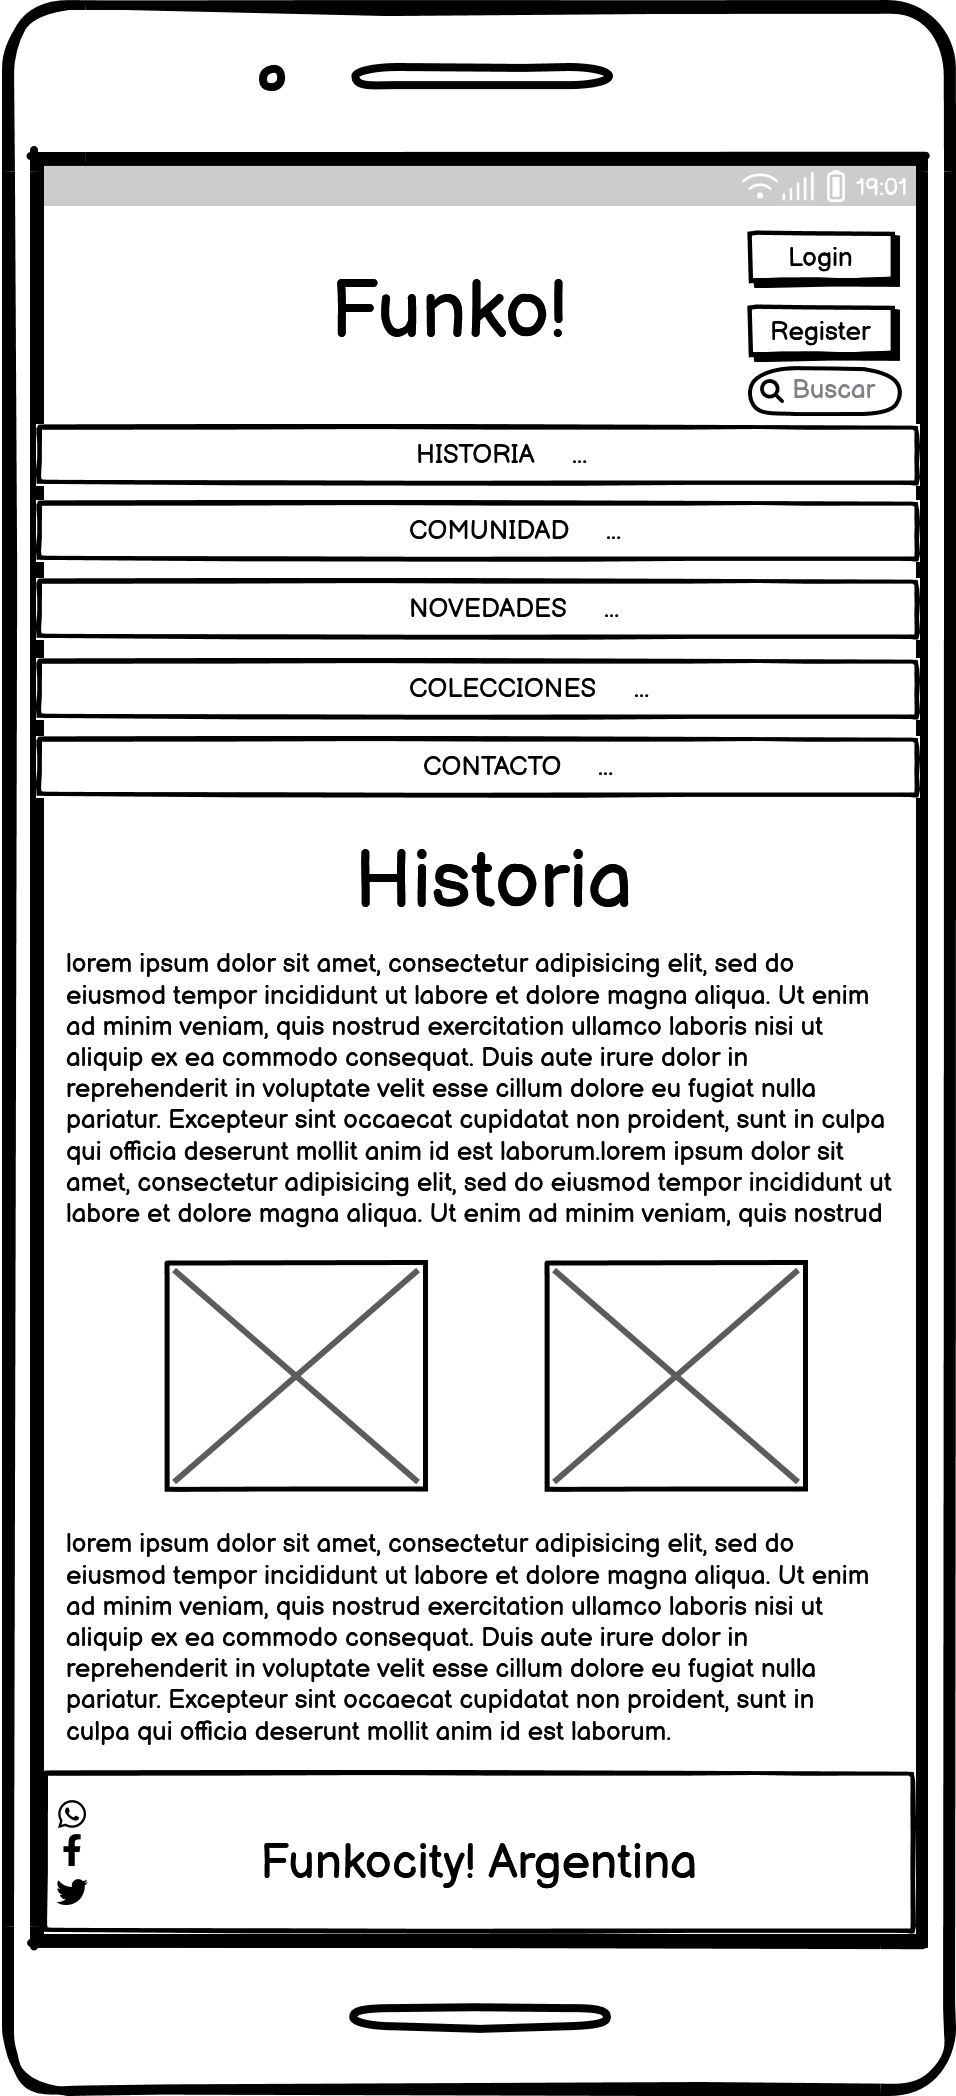 19:01
Login
Funko!
Register
Buscar
HISTORIA ...
COMUNIDAD ...
NOVEDADES ...
COLECCIONES ...
CONTACTO ...
Historia
lorem ipsum dolor sit amet, consectetur adipisicing elit, sed do
eiusmod tempor incididunt ut labore et dolore magna aliqua. Ut enim
ad minim veniam, quis nostrud exercitation ullamco laboris nisi ut
aliquip ex ea commodo consequat. Duis aute irure dolor in
reprehenderit in voluptate velit esse cillum dolore eu fugiat nulla
pariatur. Excepteur sint occaecat cupidatat non proident, sunt in culpa
qui officia deserunt mollit anim id est laborum.lorem ipsum dolor sit
amet, consectetur adipisicing elit, sed do eiusmod tempor incididunt ut
labore et dolore magna aliqua. Ut enim ad minim veniam, quis nostrud
lorem ipsum dolor sit amet, consectetur adipisicing elit, sed do
eiusmod tempor incididunt ut labore et dolore magna aliqua. Ut enim
ad minim veniam, quis nostrud exercitation ullamco laboris nisi ut
aliquip ex ea commodo consequat. Duis aute irure dolor in
reprehenderit in voluptate velit esse cillum dolore eu fugiat nulla
pariatur. Excepteur sint occaecat cupidatat non proident, sunt in
culpa qui officia deserunt mollit anim id est laborum.
Funkocity! Argentina